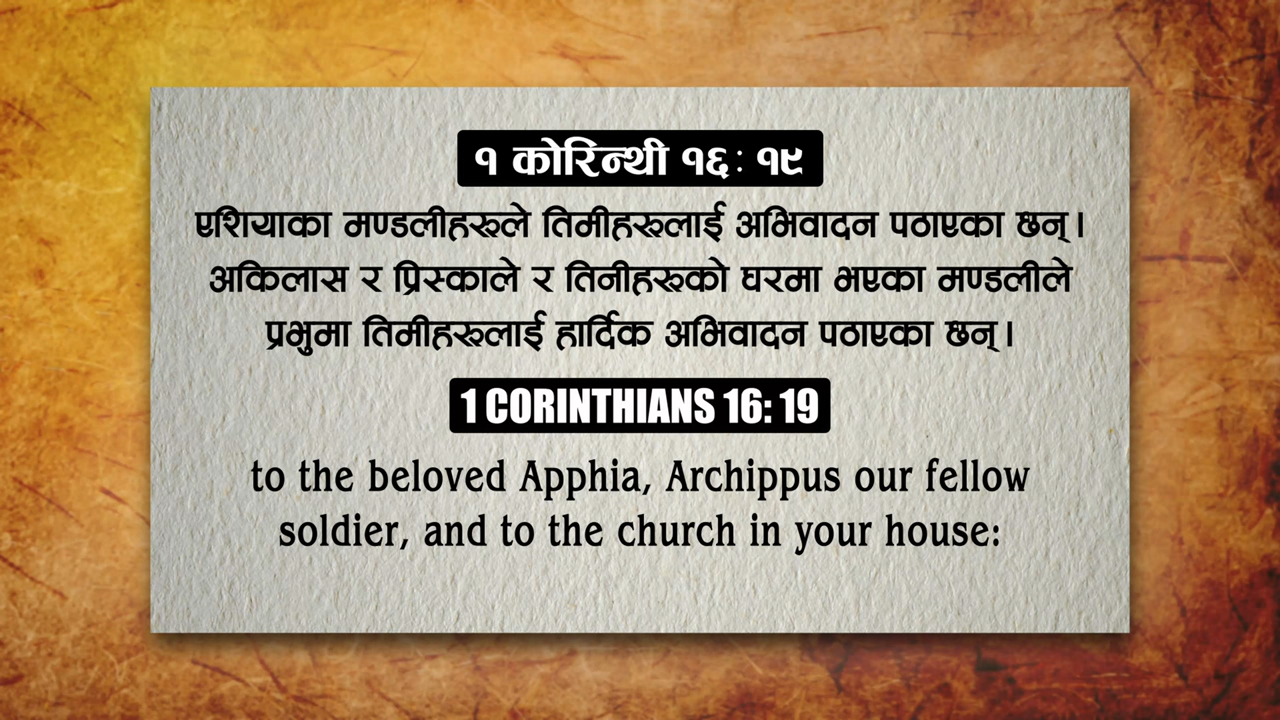 १ कोरिन्थी १६: १९
एशियाका मण्डलीहरुले तिमीहरुलाई अभिवादन पठाएका छन्।
अकिलास र प्रिस्काले र तिनीहरुको घरमा भएका मण्डलीले
प्रभुमा तिमीहरुलाई हार्दिक अभिवादन पठाएका छन्।
1 CORINTHIANS 16: 19
to the beloved Apphia, Archippus our fellow
soldier, and to the church in your house: